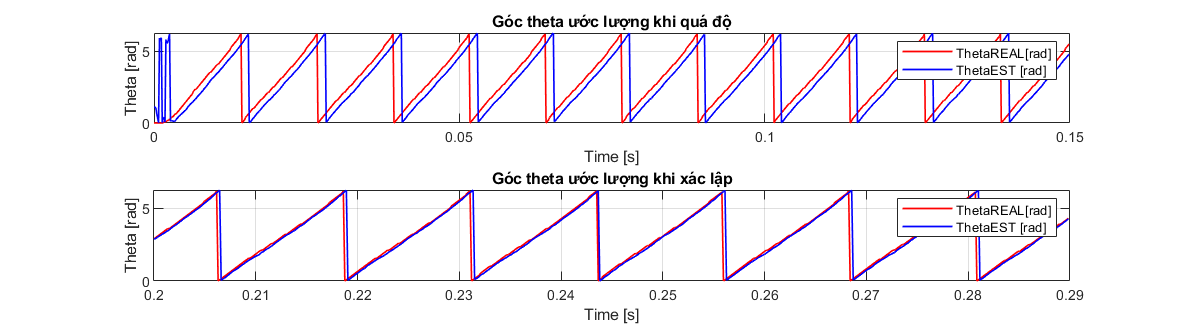 Góc theta ước lượng khi quá độ
Theta [rad]
5
0
ThetaREAL[rad]
ThetaEST [rad]
0
0.05
0.1
0.15
Time [s]
Góc theta ước lượng khi xác lập
Theta [rad]
5
0
ThetaREAL[rad]
ThetaEST [rad]
0.2
0.21
0.22
0.23
0.24
0.25
0.26
0.27
0.28
0.29
Time [s]